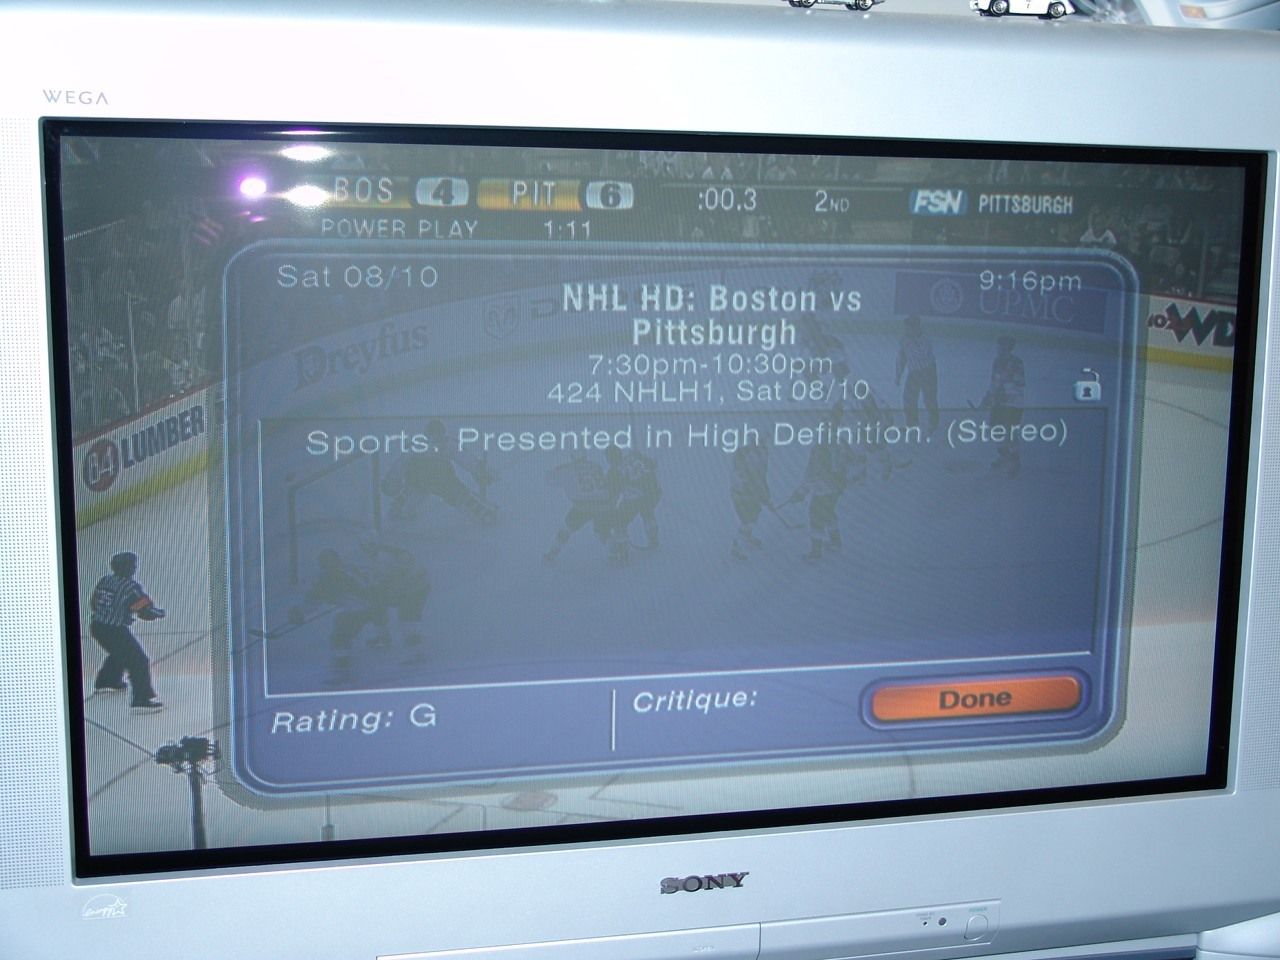 WEGA
BOS 4 PIT 6 :00.3 2ND FSN PITTSBURGH
POWER PLAY 1:11
Sat 08/10 9:16pm
NHL HD: Boston vs
Pittsburgh
7:30pm-10:30pm
424 NHLH1, Sat 08/10
Sports. Presented in High Definition. (Stereo)
Dreyfus
UPMC
84 LUMBER
Rating: G
Critique:
Done
SONY